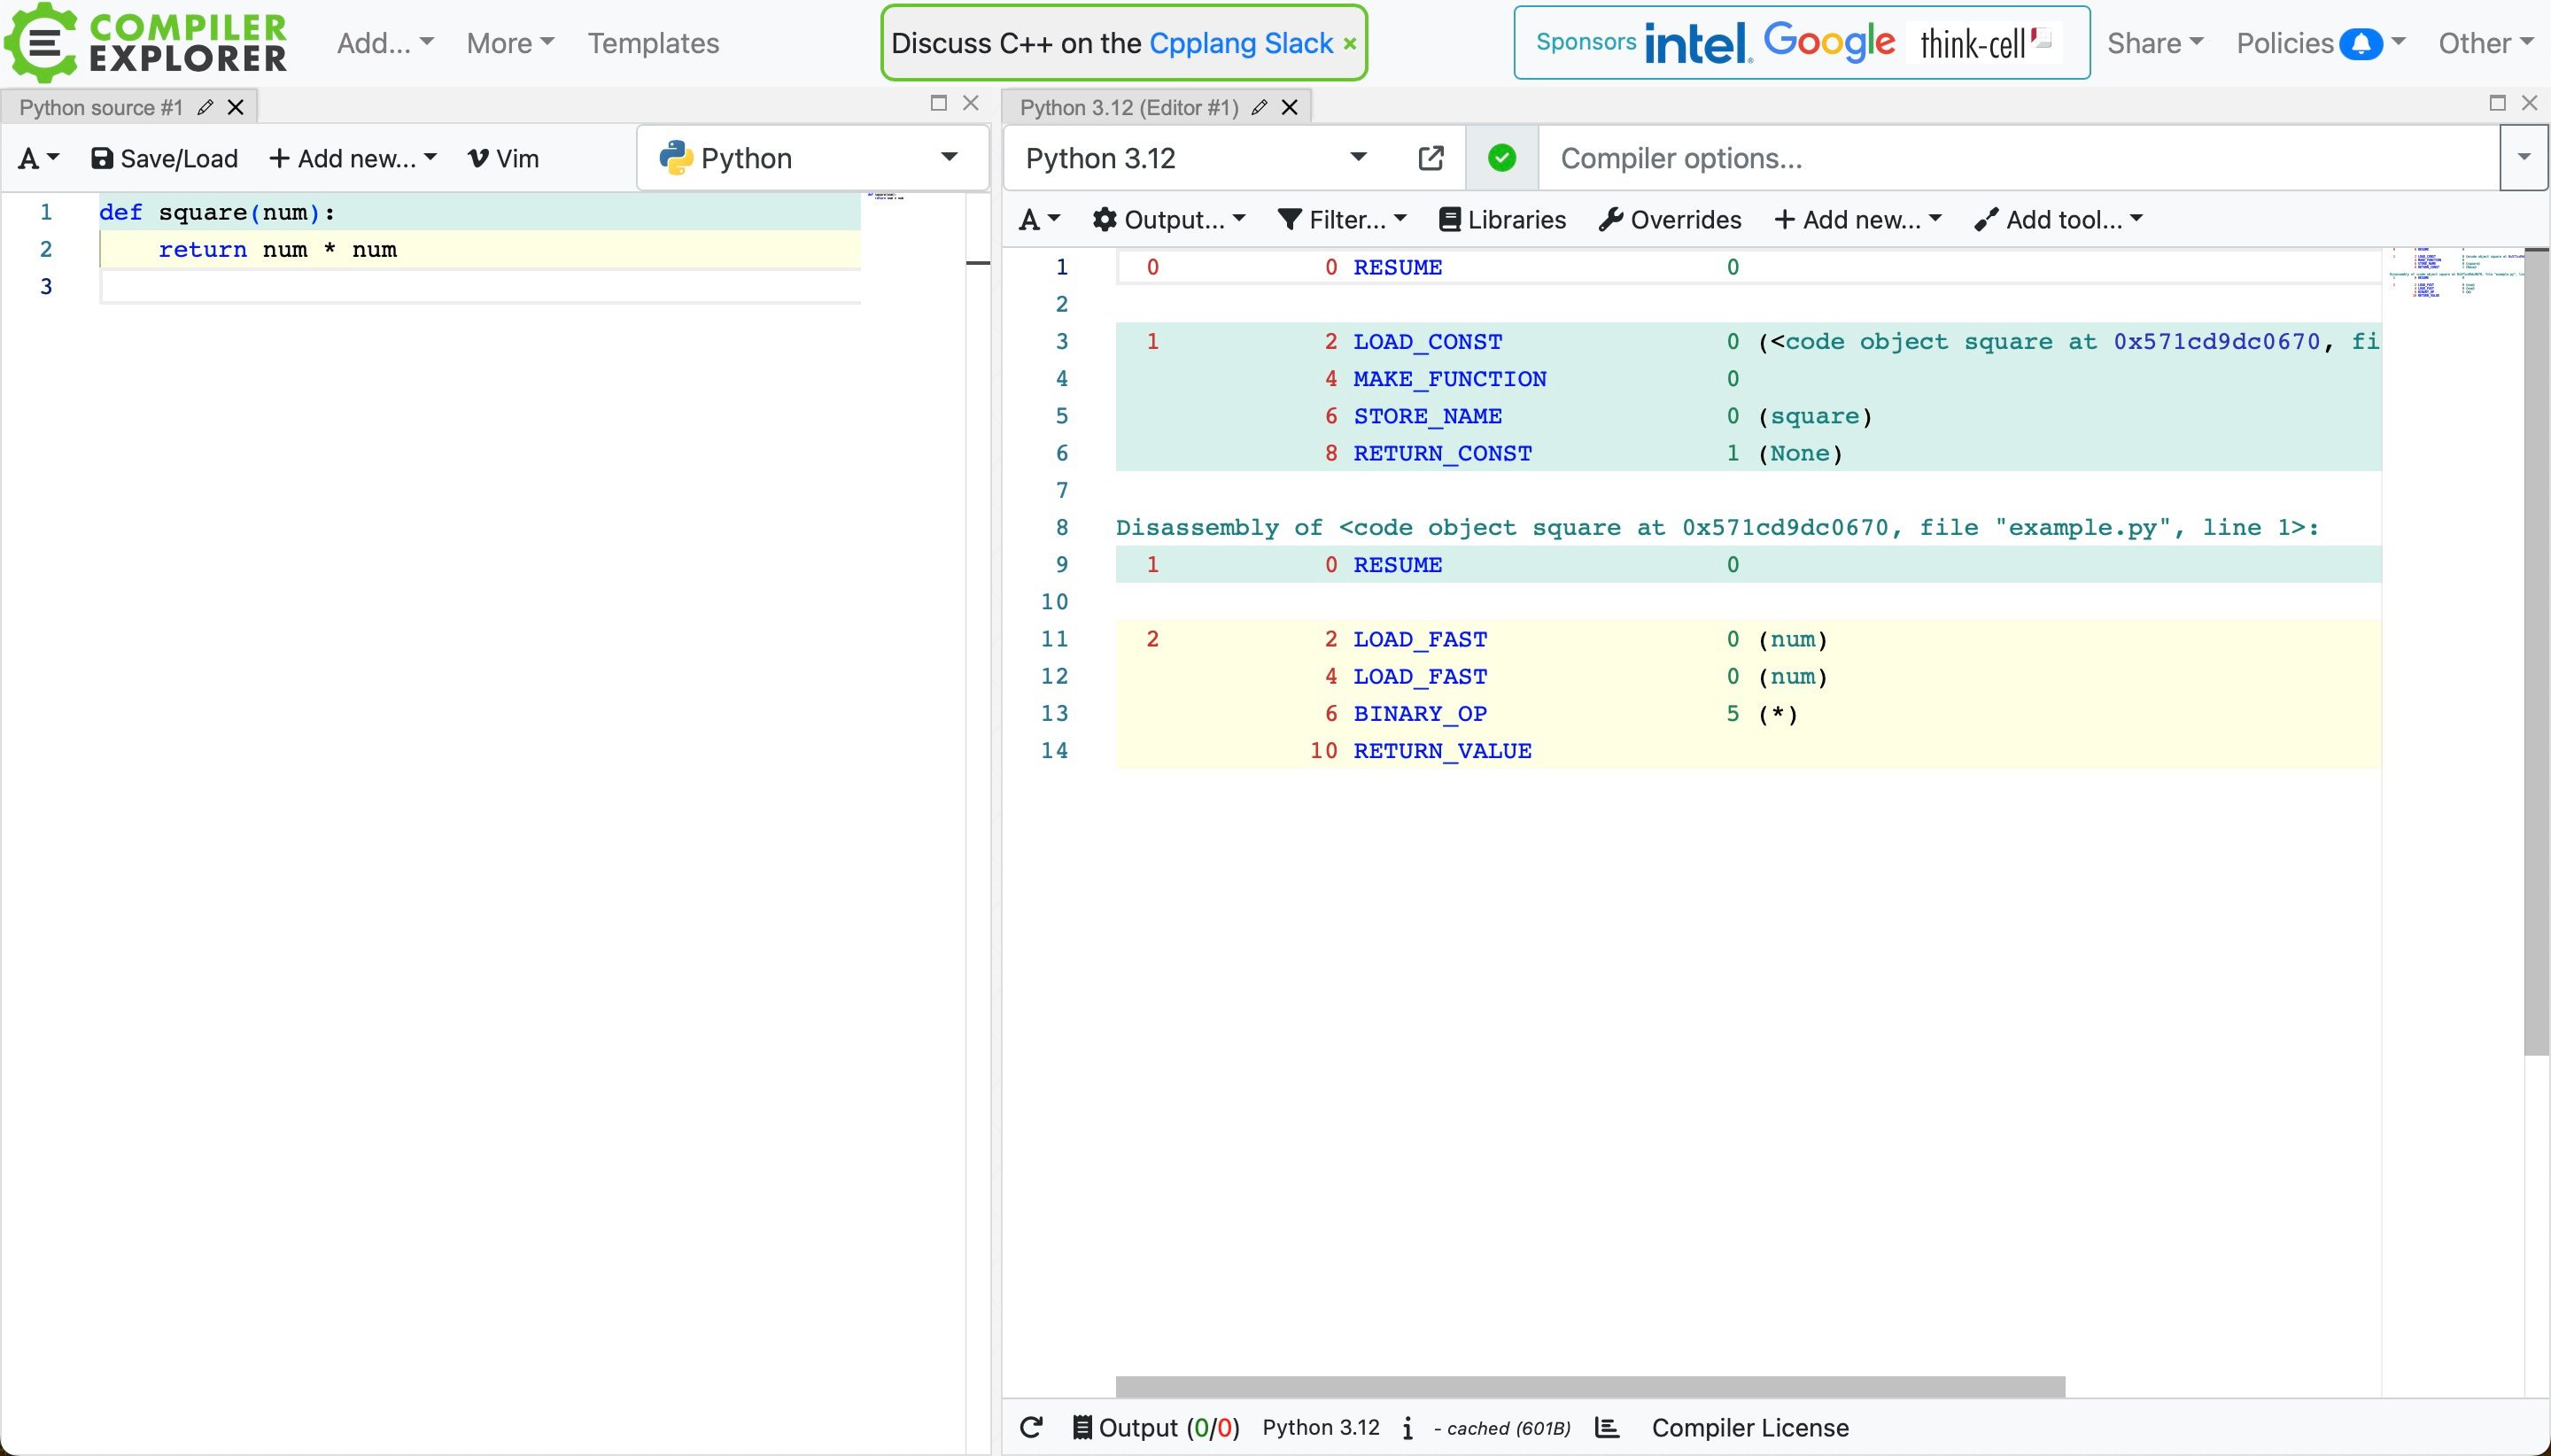 COMPILER
EXPLORER
Add...
More
Templates
Discuss C++ on the Cpplang Slack ×
Sponsors intel. Google think-cell
Share
Policies
Other
Python source #1
A
Save/Load
+ Add new...
Vim
Python
1 def square(num):
2     return num * num
3
Python 3.12 (Editor #1)
Python 3.12
Compiler options...
A
Output...
Filter...
Libraries
Overrides
+ Add new...
Add tool...
1   0           0 RESUME                   0
2
3   1           2 LOAD_CONST               0 (<code object square at 0x571cd9dc0670, fi
4               4 MAKE_FUNCTION            0
5               6 STORE_NAME               0 (square)
6               8 RETURN_CONST             1 (None)
7
8 Disassembly of <code object square at 0x571cd9dc0670, file "example.py", line 1>:
9   1           0 RESUME                   0
10
11   2           2 LOAD_FAST                0 (num)
12               4 LOAD_FAST                0 (num)
13               6 BINARY_OP                5 (*)
14              10 RETURN_VALUE
Output (0/0) Python 3.12 i - cached (601B) Compiler License